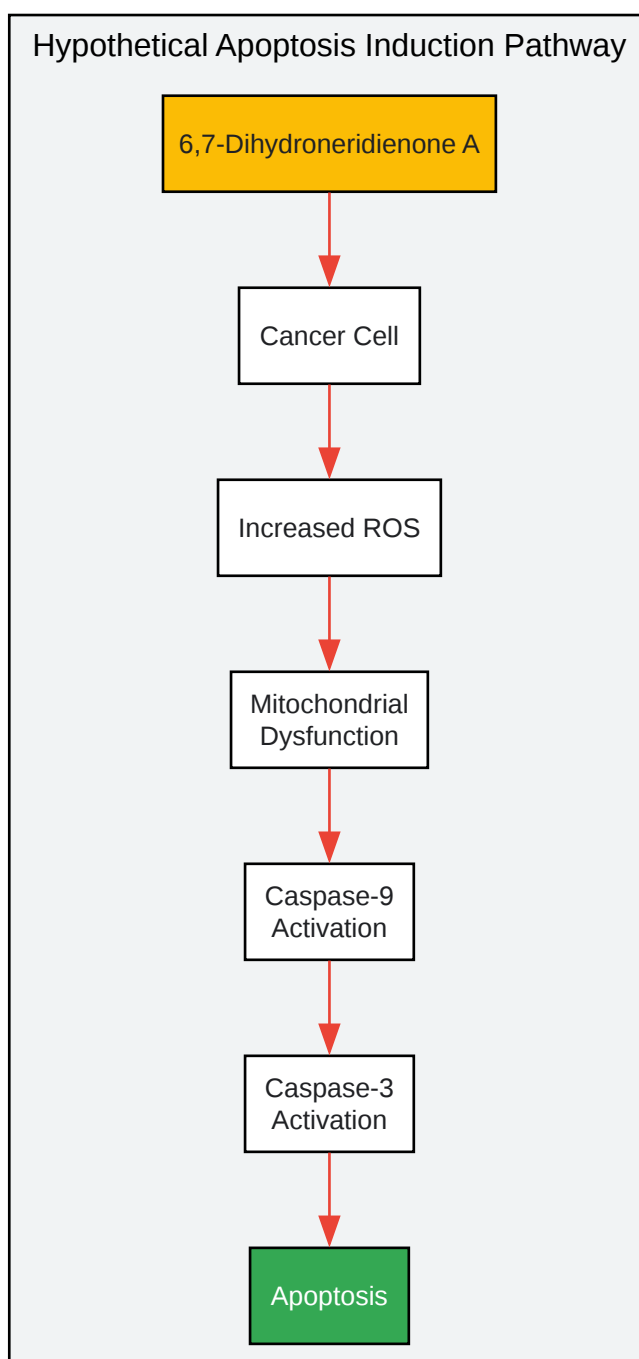 Hypothetical Apoptosis Induction Pathway
6,7-Dihydroneridienone A
Cancer Cell
Increased ROS
Mitochondrial
Dysfunction
Caspase-9
Activation
Caspase-3
Activation
Apoptosis